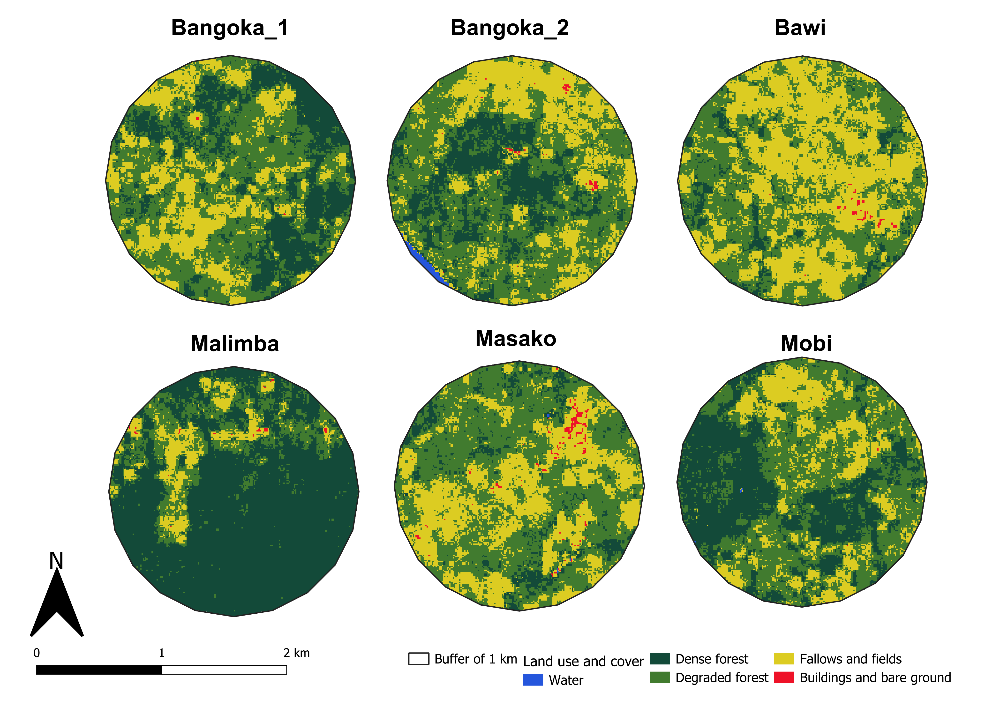 Bangoka_1
Bangoka_2
Bawi
Malimba
Masako
Mobi
N
0 1 2 km
Buffer of 1 km
Land use and cover
Water
Dense forest
Degraded forest
Fallows and fields
Buildings and bare ground